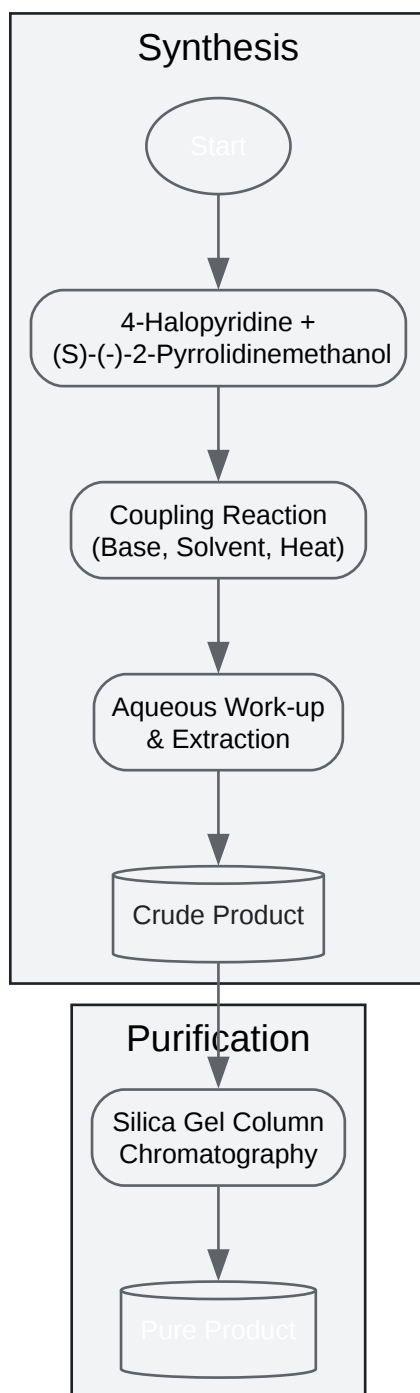 Synthesis
Start
4-Halopyridine +
(S)-(-)-2-Pyrrolidinemethanol
Coupling Reaction
(Base, Solvent, Heat)
Aqueous Work-up
& Extraction
Crude Product
Purification
Silica Gel Column
Chromatography
Pure Product